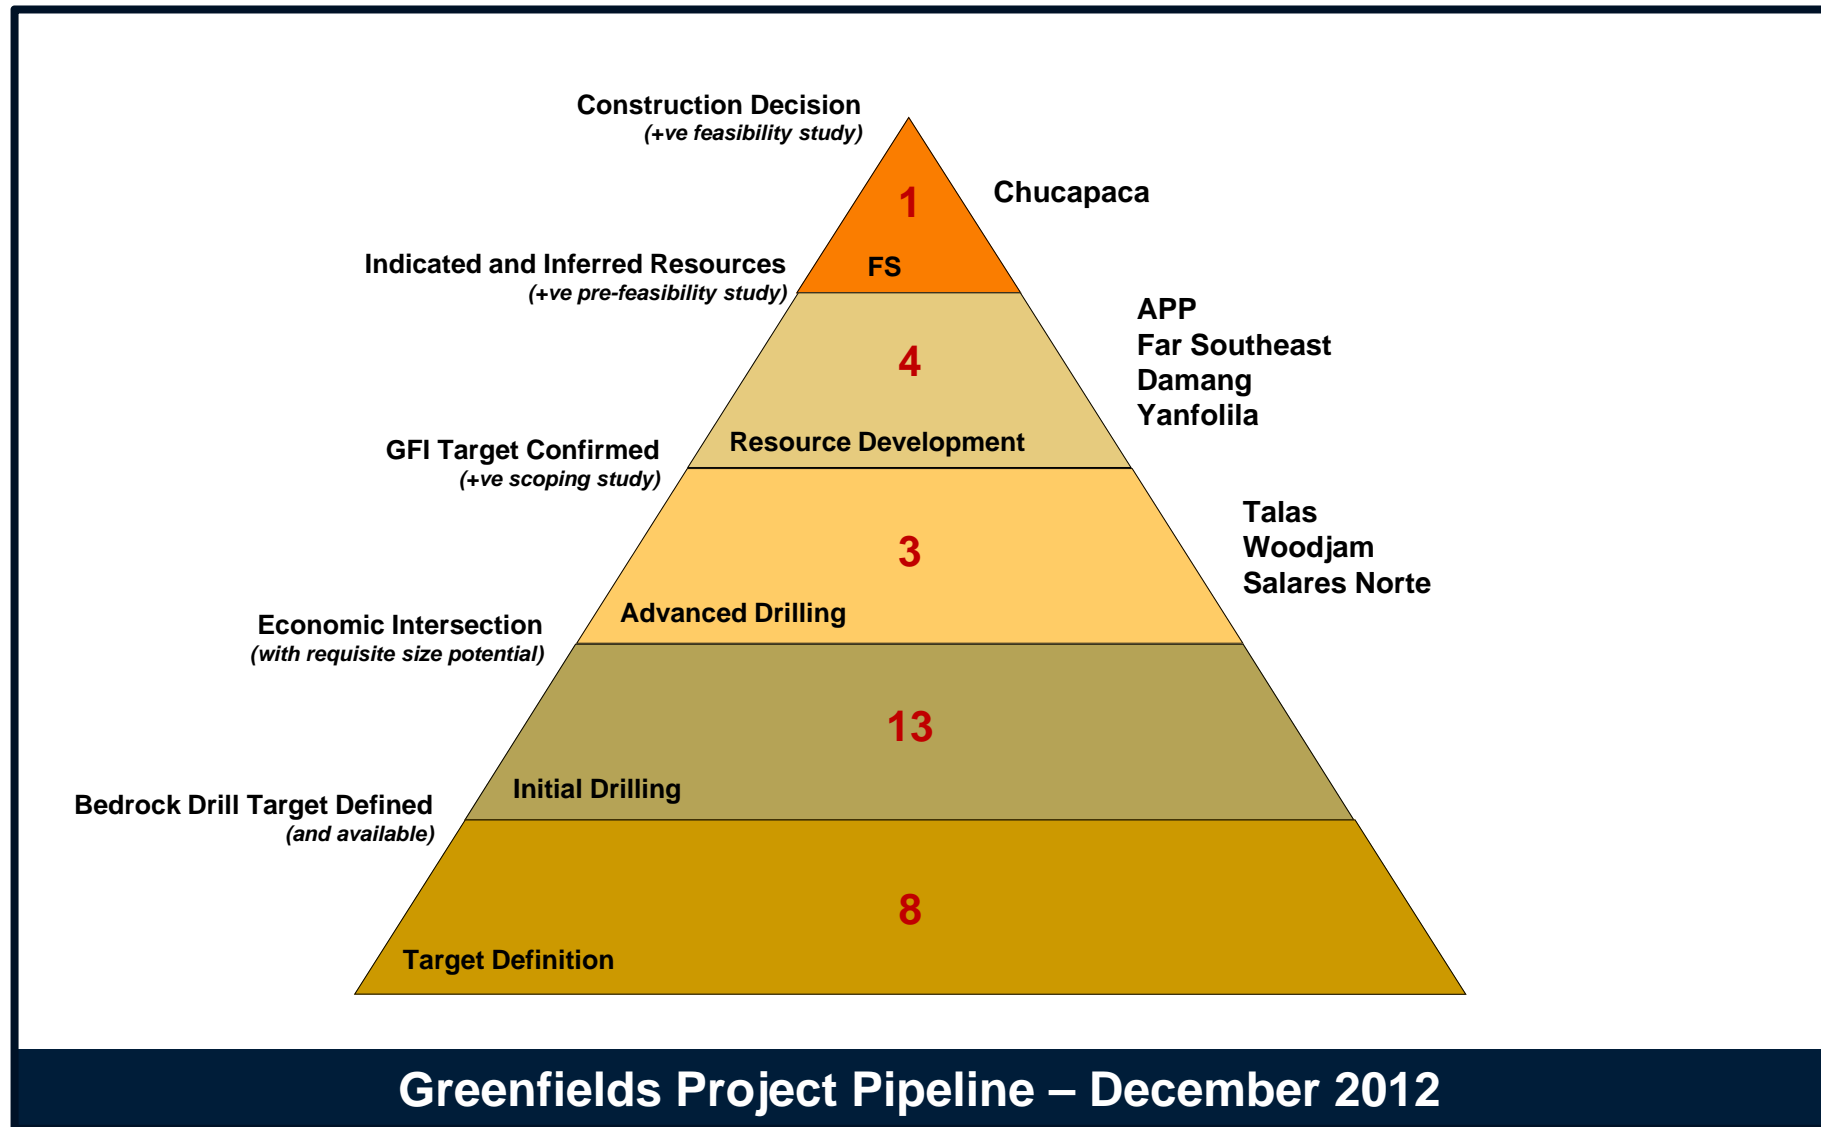 Construction Decision
(+ve feasibility study)
1
Chucapaca
Indicated and Inferred Resources
(+ve pre-feasibility study)
FS
APP
Far Southeast
Damang
Yanfolila
4
Resource Development
GFI Target Confirmed
(+ve scoping study)
Talas
Woodjam
Salares Norte
3
Advanced Drilling
Economic Intersection
(with requisite size potential)
13
Initial Drilling
Bedrock Drill Target Defined
(and available)
8
Target Definition
Greenfields Project Pipeline – December 2012